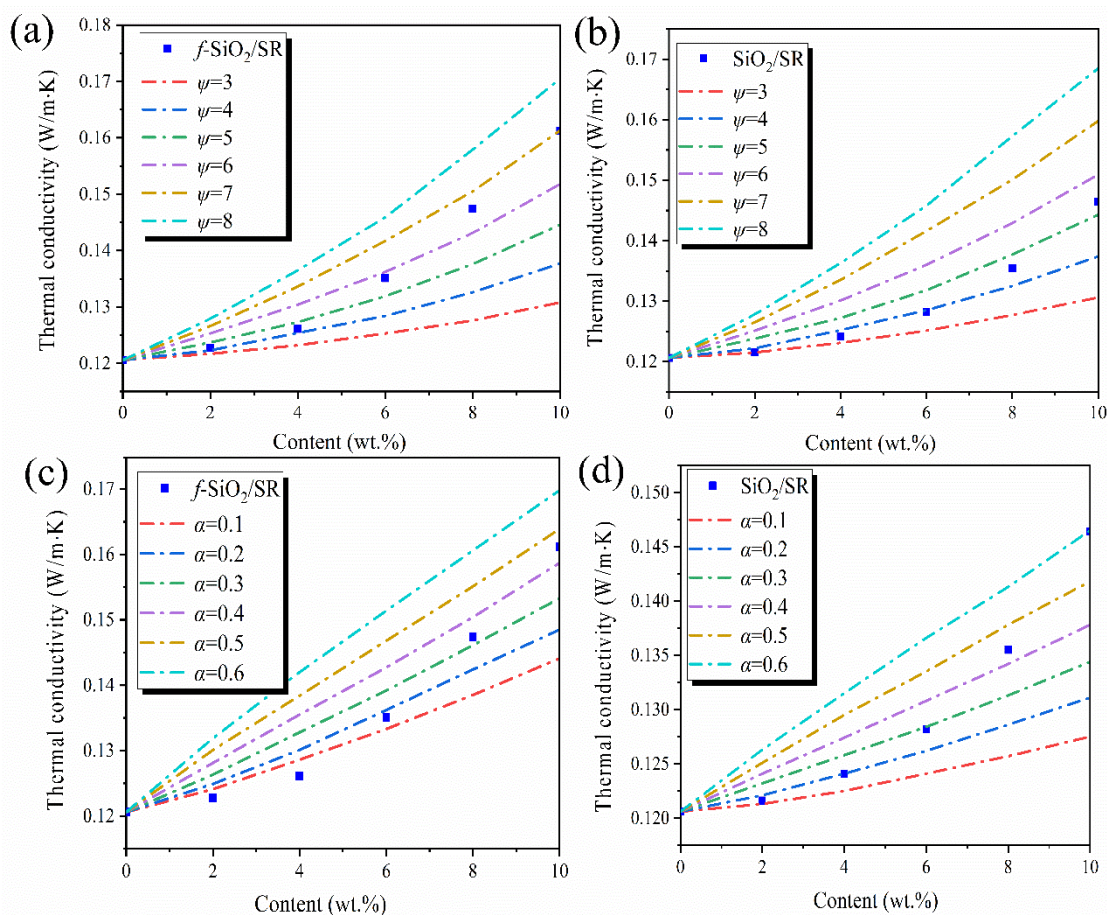 (a)
0.18
0.17
0.16
0.15
0.14
0.13
0.12
Thermal conductivity (W/m·K)
f-SiO₂/SR
ψ=3
ψ=4
ψ=5
ψ=6
ψ=7
ψ=8
0 2 4 6 8 10
Content (wt.%)
(b)
0.17
0.16
0.15
0.14
0.13
0.12
Thermal conductivity (W/m·K)
SiO₂/SR
ψ=3
ψ=4
ψ=5
ψ=6
ψ=7
ψ=8
0 2 4 6 8 10
Content (wt.%)
(c)
0.17
0.16
0.15
0.14
0.13
0.12
Thermal conductivity (W/m·K)
f-SiO₂/SR
α=0.1
α=0.2
α=0.3
α=0.4
α=0.5
α=0.6
0 2 4 6 8 10
Content (wt.%)
(d)
0.150
0.145
0.140
0.135
0.130
0.125
0.120
Thermal conductivity (W/m·K)
SiO₂/SR
α=0.1
α=0.2
α=0.3
α=0.4
α=0.5
α=0.6
0 2 4 6 8 10
Content (wt.%)